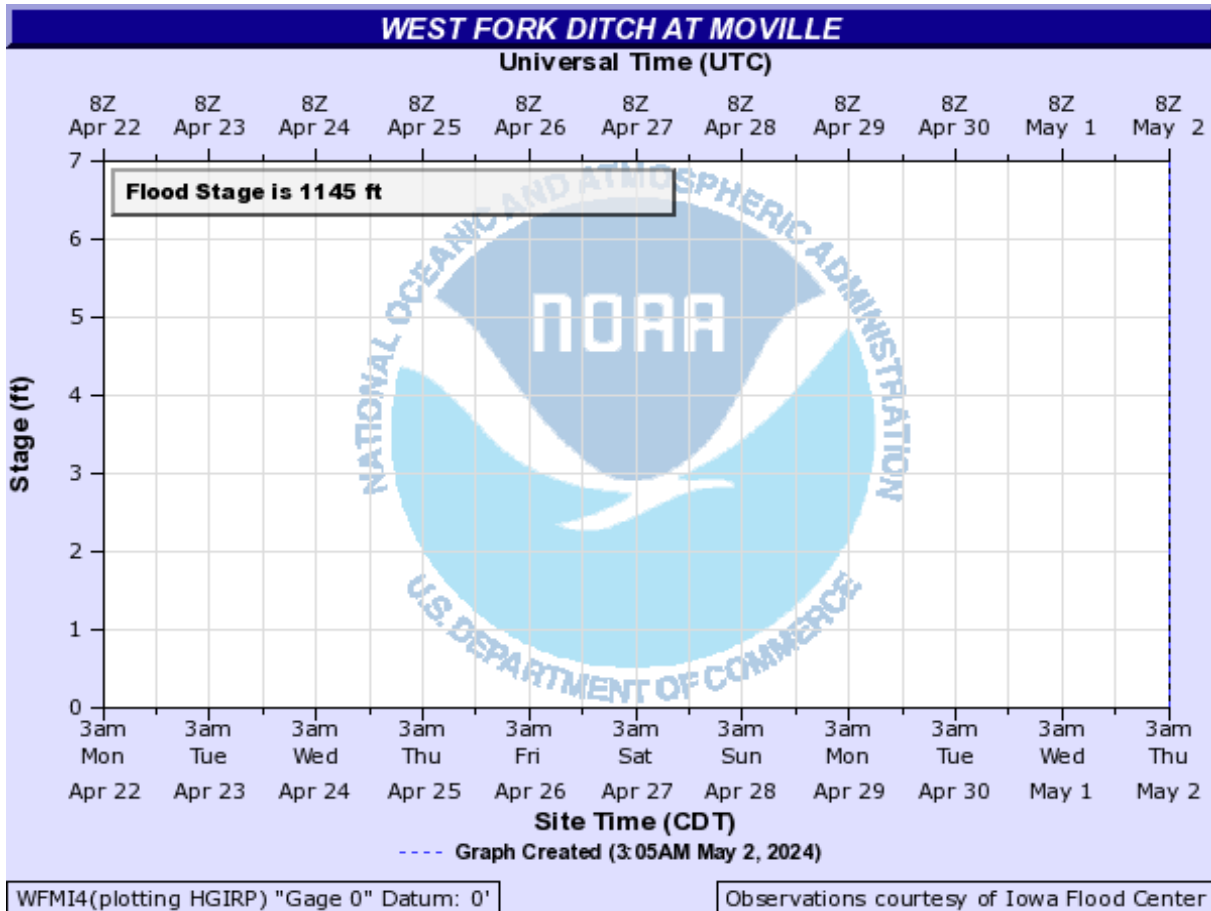 WEST FORK DITCH AT MOVILLE
Universal Time (UTC)
8Z 8Z 8Z 8Z 8Z 8Z 8Z 8Z 8Z 8Z 8Z
Apr 22 Apr 23 Apr 24 Apr 25 Apr 26 Apr 27 Apr 28 Apr 29 Apr 30 May 1 May 2
Flood Stage is 1145 ft
7
6
5
4
3
2
1
0
Stage (ft)
NATIONAL OCEANIC AND ATMOSPHERIC ADMINISTRATION
NOAA
U.S. DEPARTMENT OF COMMERCE
3am 3am 3am 3am 3am 3am 3am 3am 3am 3am 3am
Mon Tue Wed Thu Fri Sat Sun Mon Tue Wed Thu
Apr 22 Apr 23 Apr 24 Apr 25 Apr 26 Apr 27 Apr 28 Apr 29 Apr 30 May 1 May 2
Site Time (CDT)
---- Graph Created (3:05AM May 2, 2024)
WFMI4(plotting HGIRP) "Gage 0" Datum: 0'
Observations courtesy of Iowa Flood Center